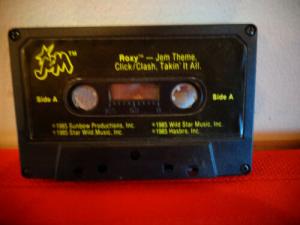 JEM™
Roxy™ — Jem Theme,
Click/Clash, Takin' It All.
Side A
Side A
©1985 Sunbow Productions, Inc.
©1985 Wild Star Music, Inc.
©1985 Star Wild Music, Inc.
©1985 Hasbro, Inc.